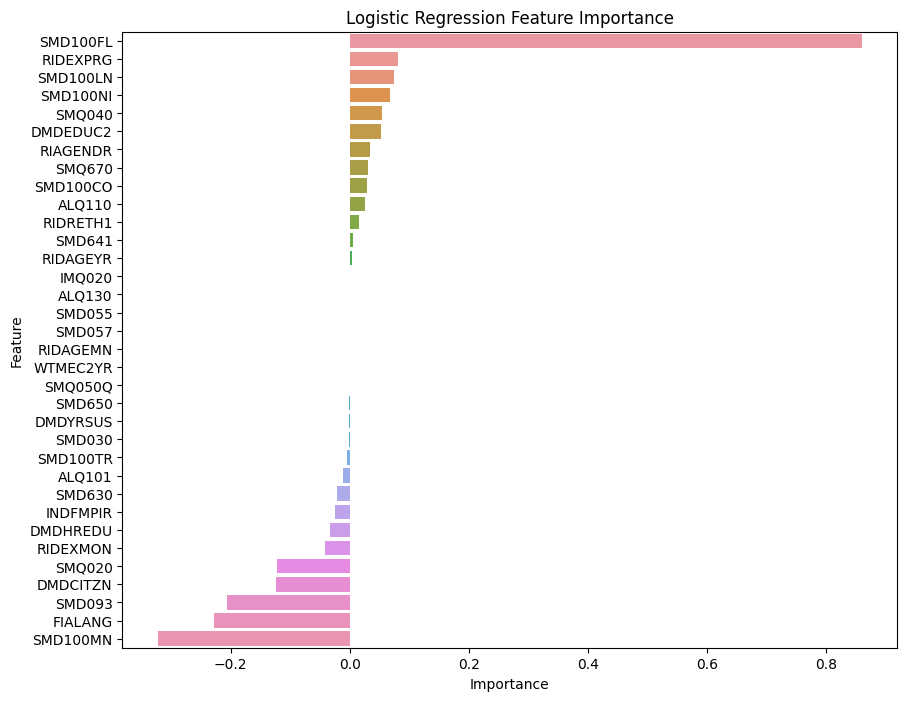 Logistic Regression Feature Importance
SMD100FL
RIDEXPRG
SMD100LN
SMD100NI
SMQ040
DMDEDUC2
RIAGENDR
SMQ670
SMD100CO
ALQ110
RIDRETH1
SMD641
RIDAGEYR
IMQ020
ALQ130
SMD055
SMD057
RIDAGEMN
WTMEC2YR
SMQ050Q
SMD650
DMDYRSUS
SMD030
SMD100TR
ALQ101
SMD630
INDFMPIR
DMDHREDU
RIDEXMON
SMQ020
DMDCITZN
SMD093
FIALANG
SMD100MN
Feature
−0.2 0.0 0.2 0.4 0.6 0.8
Importance